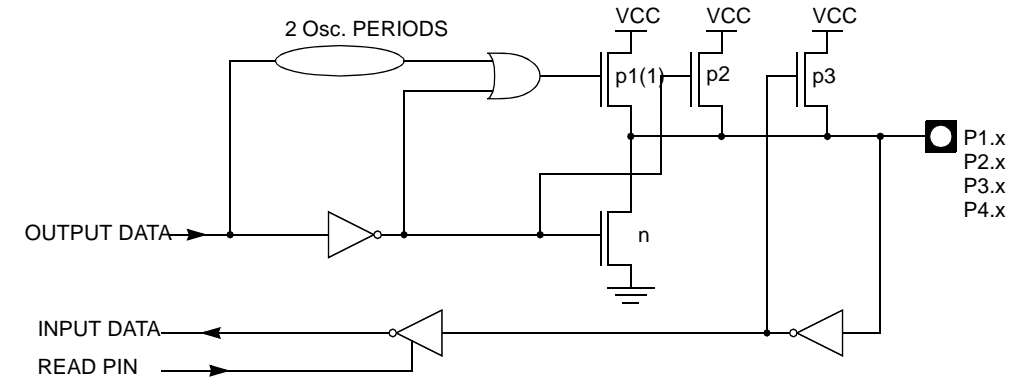 VCC VCC VCC
2 Osc. PERIODS
p1(1) p2 p3
P1.x
P2.x
P3.x
P4.x
OUTPUT DATA
n
INPUT DATA
READ PIN